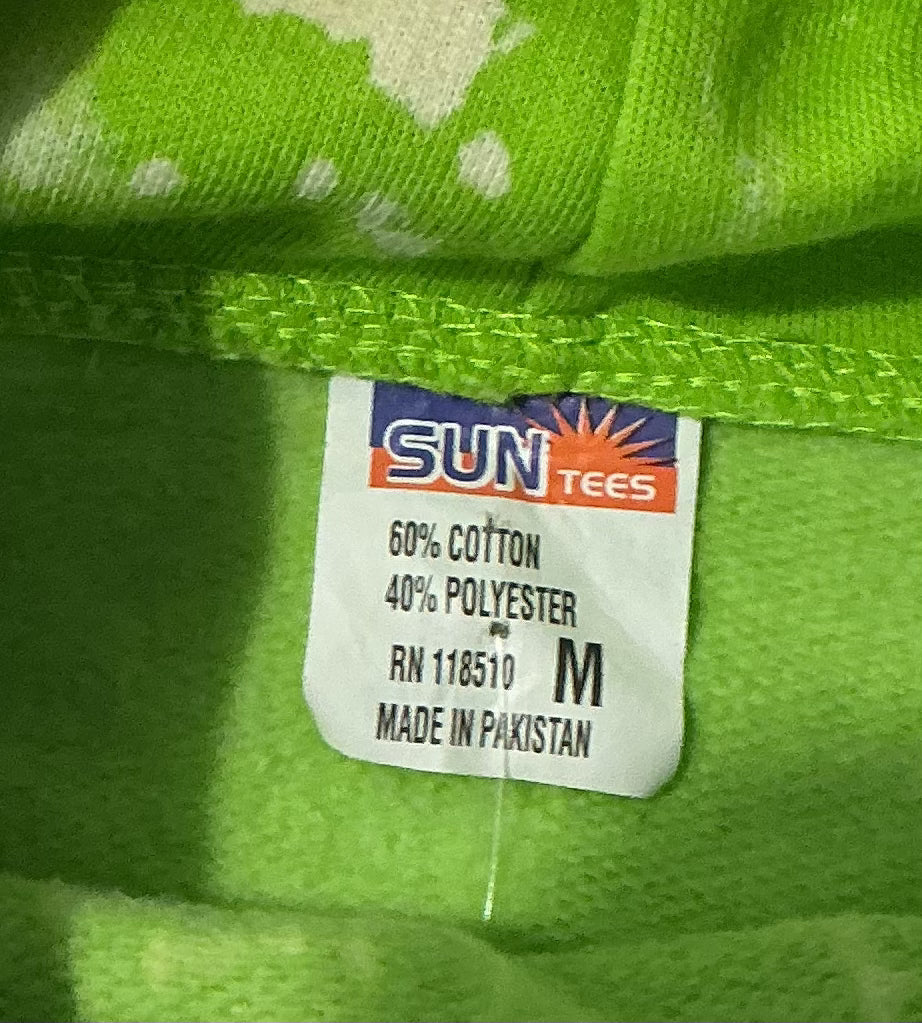 SUN TEES
60% COTTON
40% POLYESTER
RN 118510 M
MADE IN PAKISTAN